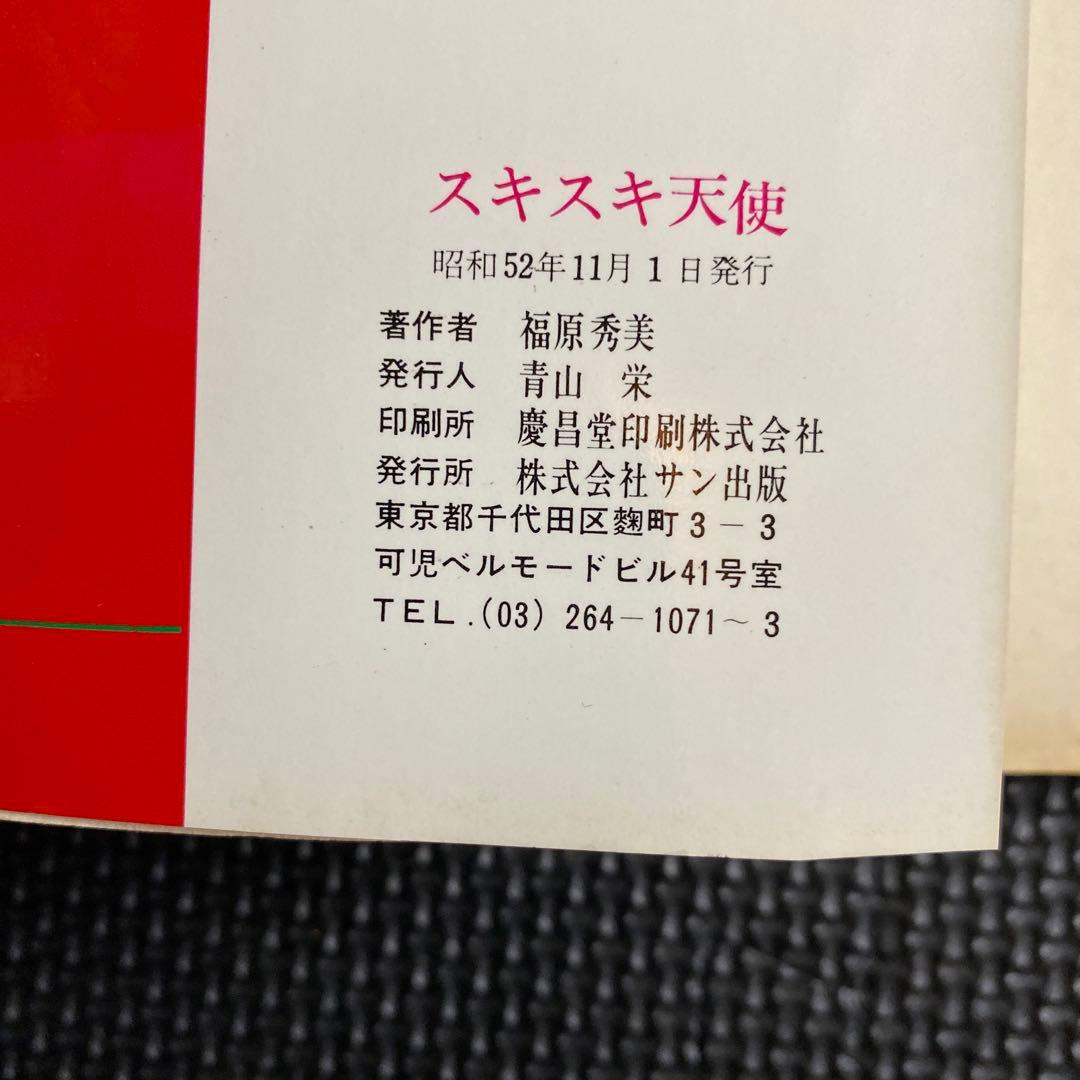 スキスキ天使
昭和52年11月1日発行
著作者 福原秀美
発行人 青山 栄
印刷所 慶昌堂印刷株式会社
発行所 株式会社サン出版
東京都千代田区麴町3－3
可児ベルモードビル41号室
TEL.(03) 264－1071～3